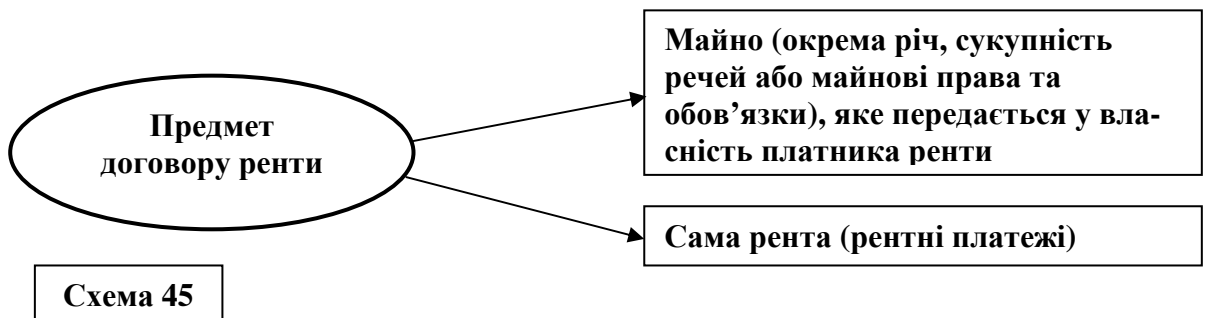 Предмет
договору ренти
Майно (окрема річ, сукупність
речей або майнові права та
обов’язки), яке передається у вла-
сність платника ренти
Сама рента (рентні платежі)
Схема 45